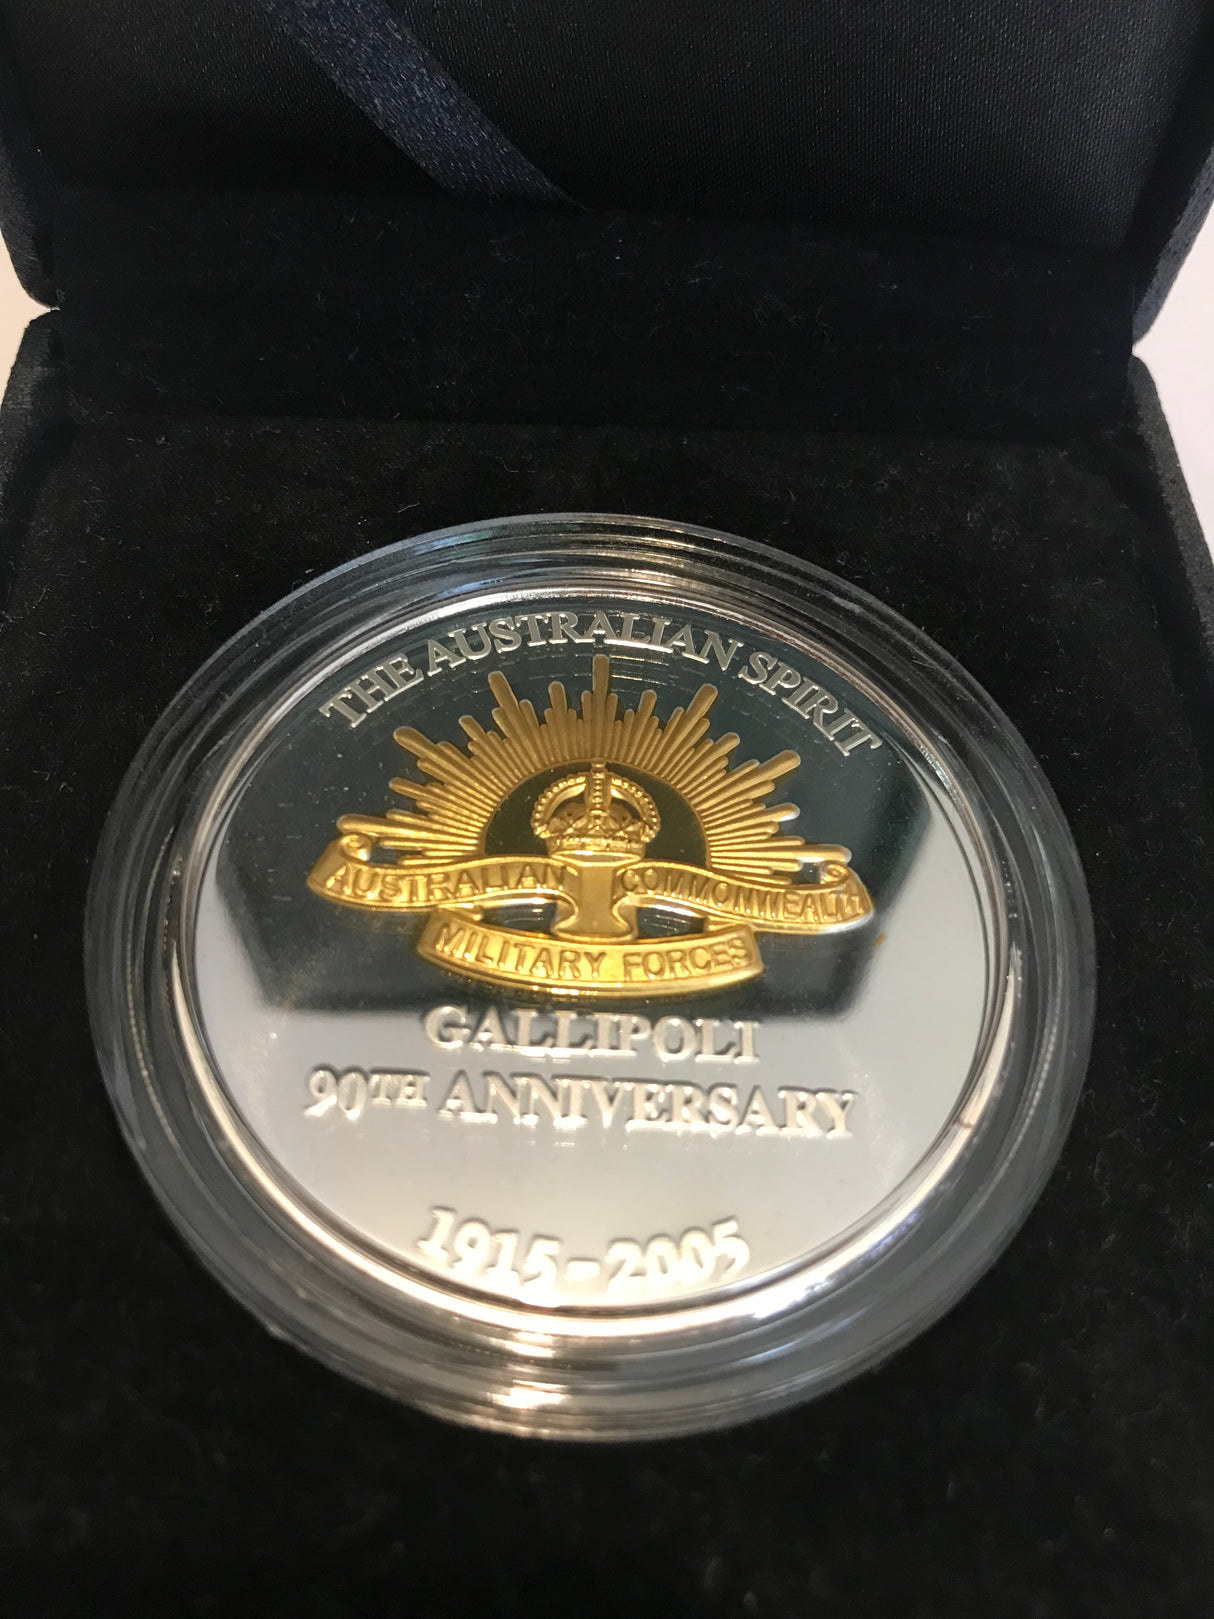 THE AUSTRALIAN SPIRIT
AUSTRALIAN COMMONWEALTH
MILITARY FORCES
GALLIPOLI
90TH ANNIVERSARY
1915-2005